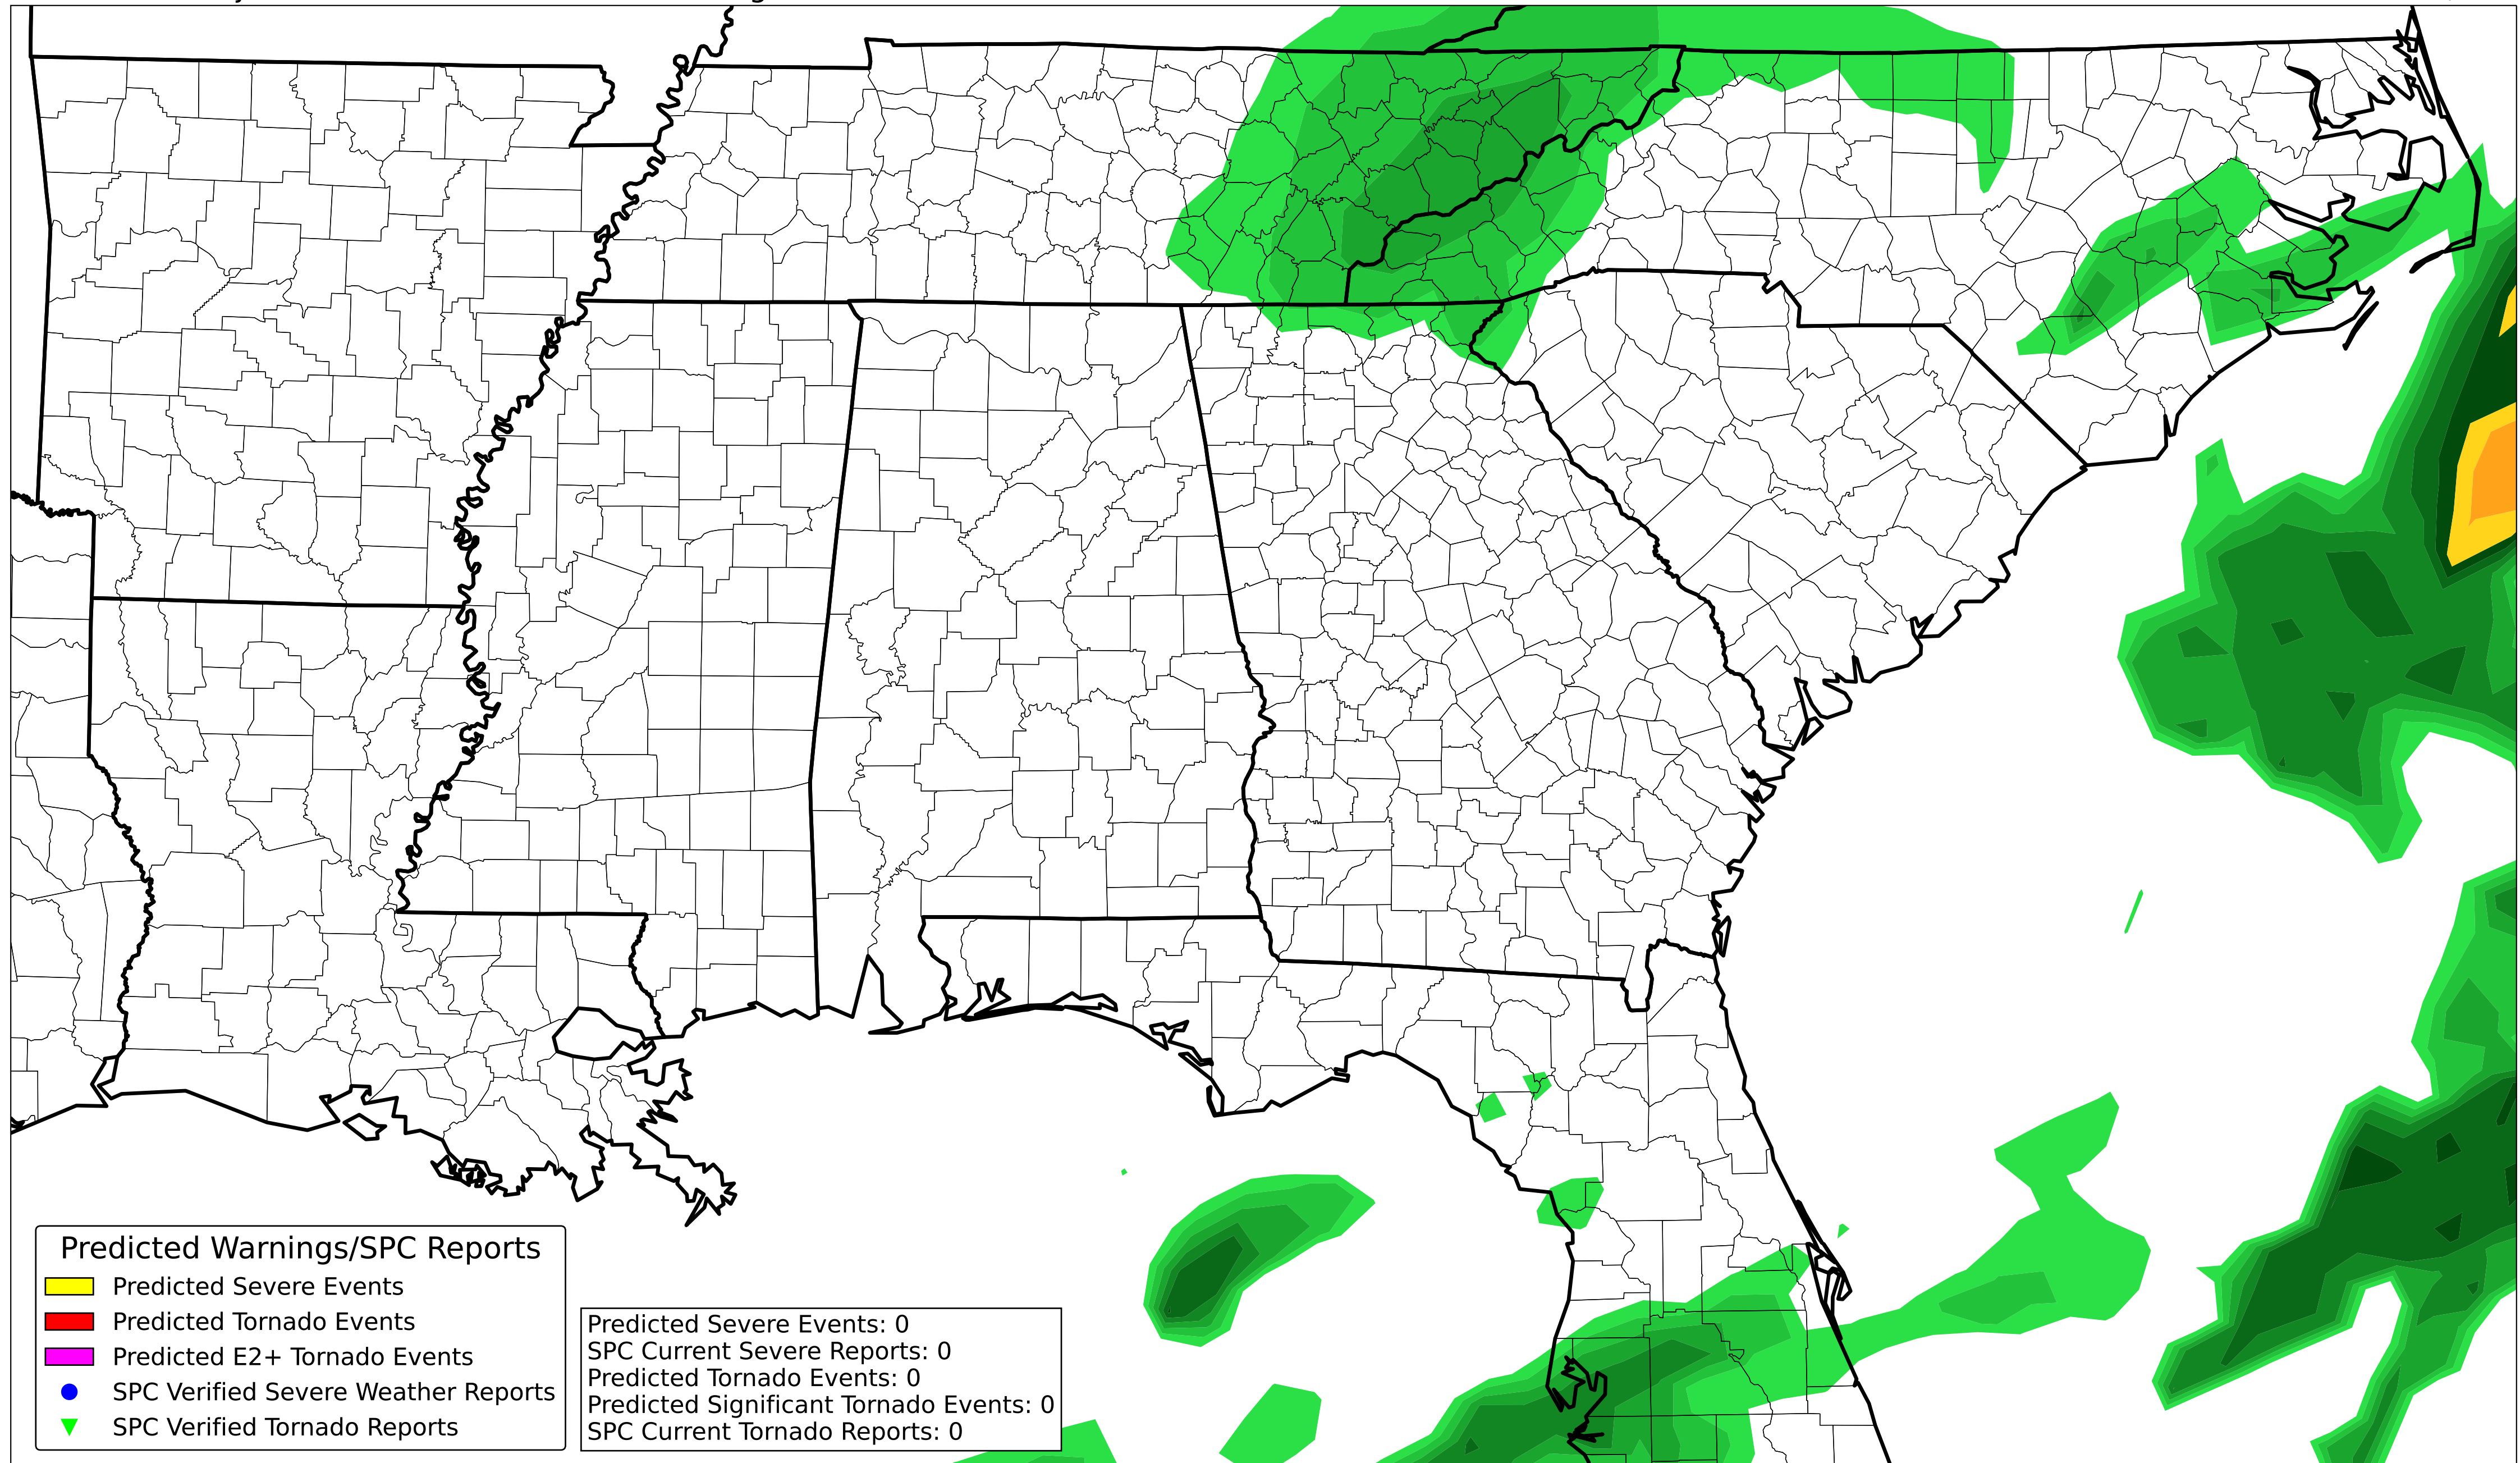 Predicted Warnings/SPC Reports
Predicted Severe Events
Predicted Tornado Events
Predicted E2+ Tornado Events
SPC Verified Severe Weather Reports
SPC Verified Tornado Reports
Predicted Severe Events: 0
SPC Current Severe Reports: 0
Predicted Tornado Events: 0
Predicted Significant Tornado Events: 0
SPC Current Tornado Reports: 0